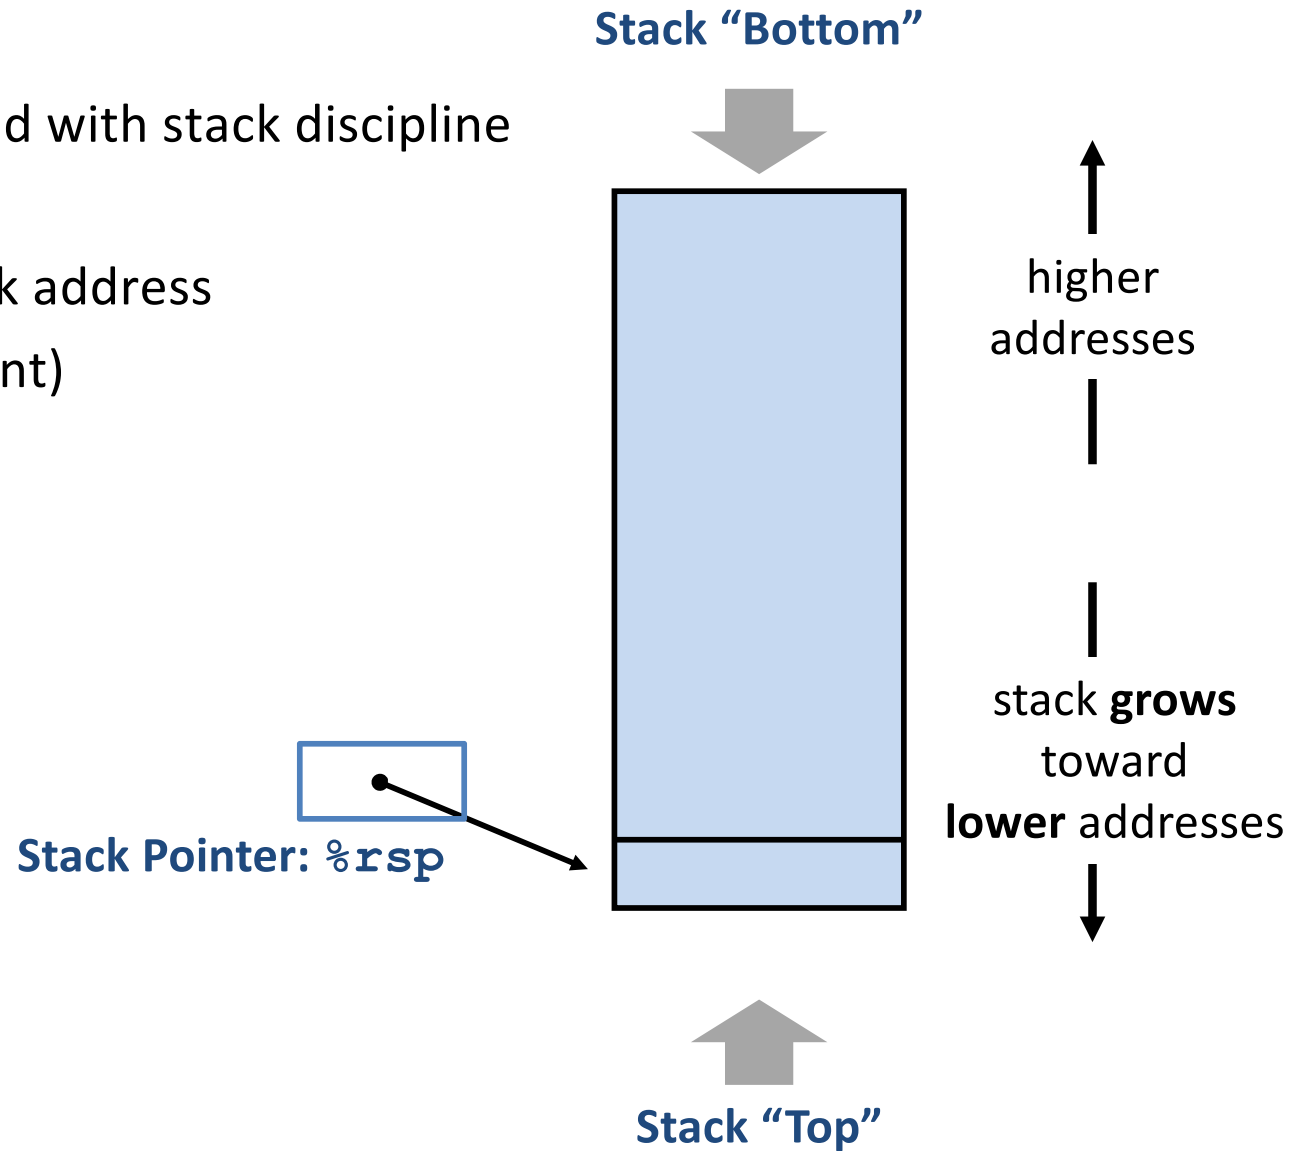 Stack “Bottom”
d with stack discipline
k address
nt)
higher
addresses
stack grows
toward
lower addresses
Stack Pointer: %rsp
Stack “Top”